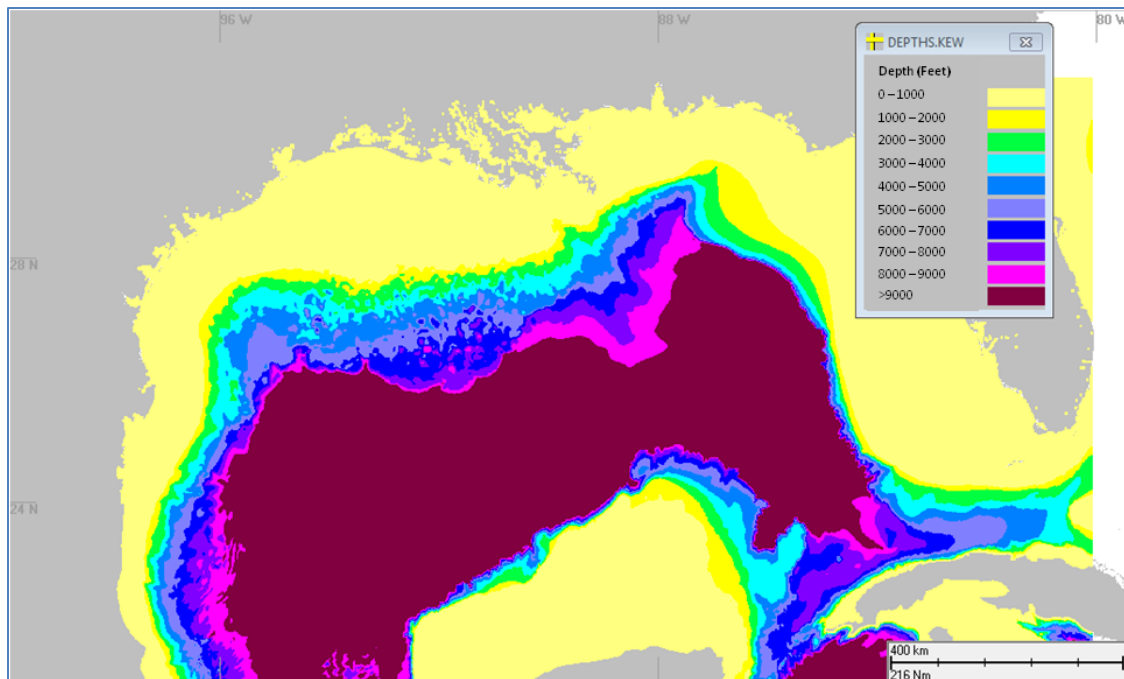 96 W
88 W
80 W
DEPTHS.KEW
Depth (Feet)
0 – 1000
1000 – 2000
2000 – 3000
3000 – 4000
4000 – 5000
5000 – 6000
6000 – 7000
7000 – 8000
8000 – 9000
>9000
28 N
24 N
400 km
216 Nm